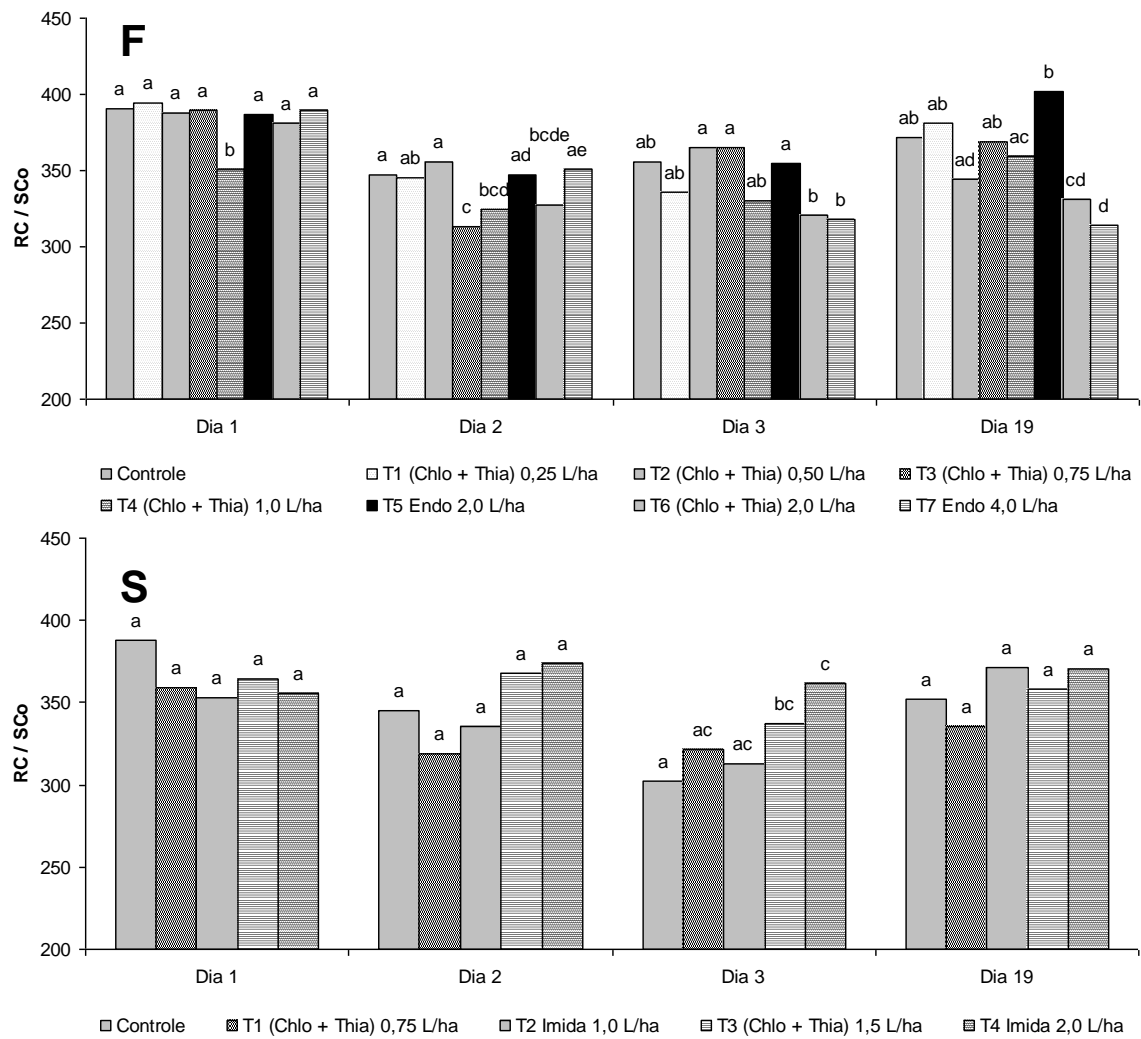 F
RC / SCo
450
400
350
300
250
200
a a a a b a a a
a ab a c bcd ad bcde ae
ab ab a a ab a b b
ab ab ad ab ac b cd d
Dia 1 Dia 2 Dia 3 Dia 19
Controle T1 (Chlo + Thia) 0,25 L/ha T2 (Chlo + Thia) 0,50 L/ha T3 (Chlo + Thia) 0,75 L/ha
T4 (Chlo + Thia) 1,0 L/ha T5 Endo 2,0 L/ha T6 (Chlo + Thia) 2,0 L/ha T7 Endo 4,0 L/ha
S
RC / SCo
450
400
350
300
250
200
a a a a a
a a a a a
a ac ac bc c
a a a a a
Dia 1 Dia 2 Dia 3 Dia 19
Controle T1 (Chlo + Thia) 0,75 L/ha T2 Imida 1,0 L/ha T3 (Chlo + Thia) 1,5 L/ha T4 Imida 2,0 L/ha